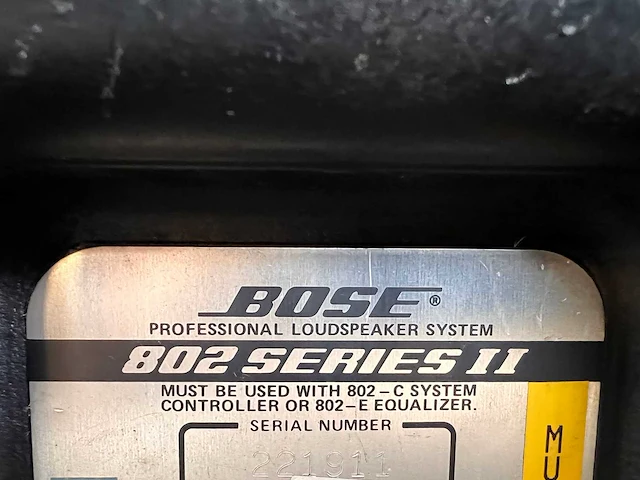 BOSE®
PROFESSIONAL LOUDSPEAKER SYSTEM
802 SERIES II
MUST BE USED WITH 802-C SYSTEM
CONTROLLER OR 802-E EQUALIZER.
SERIAL NUMBER
221911
MU